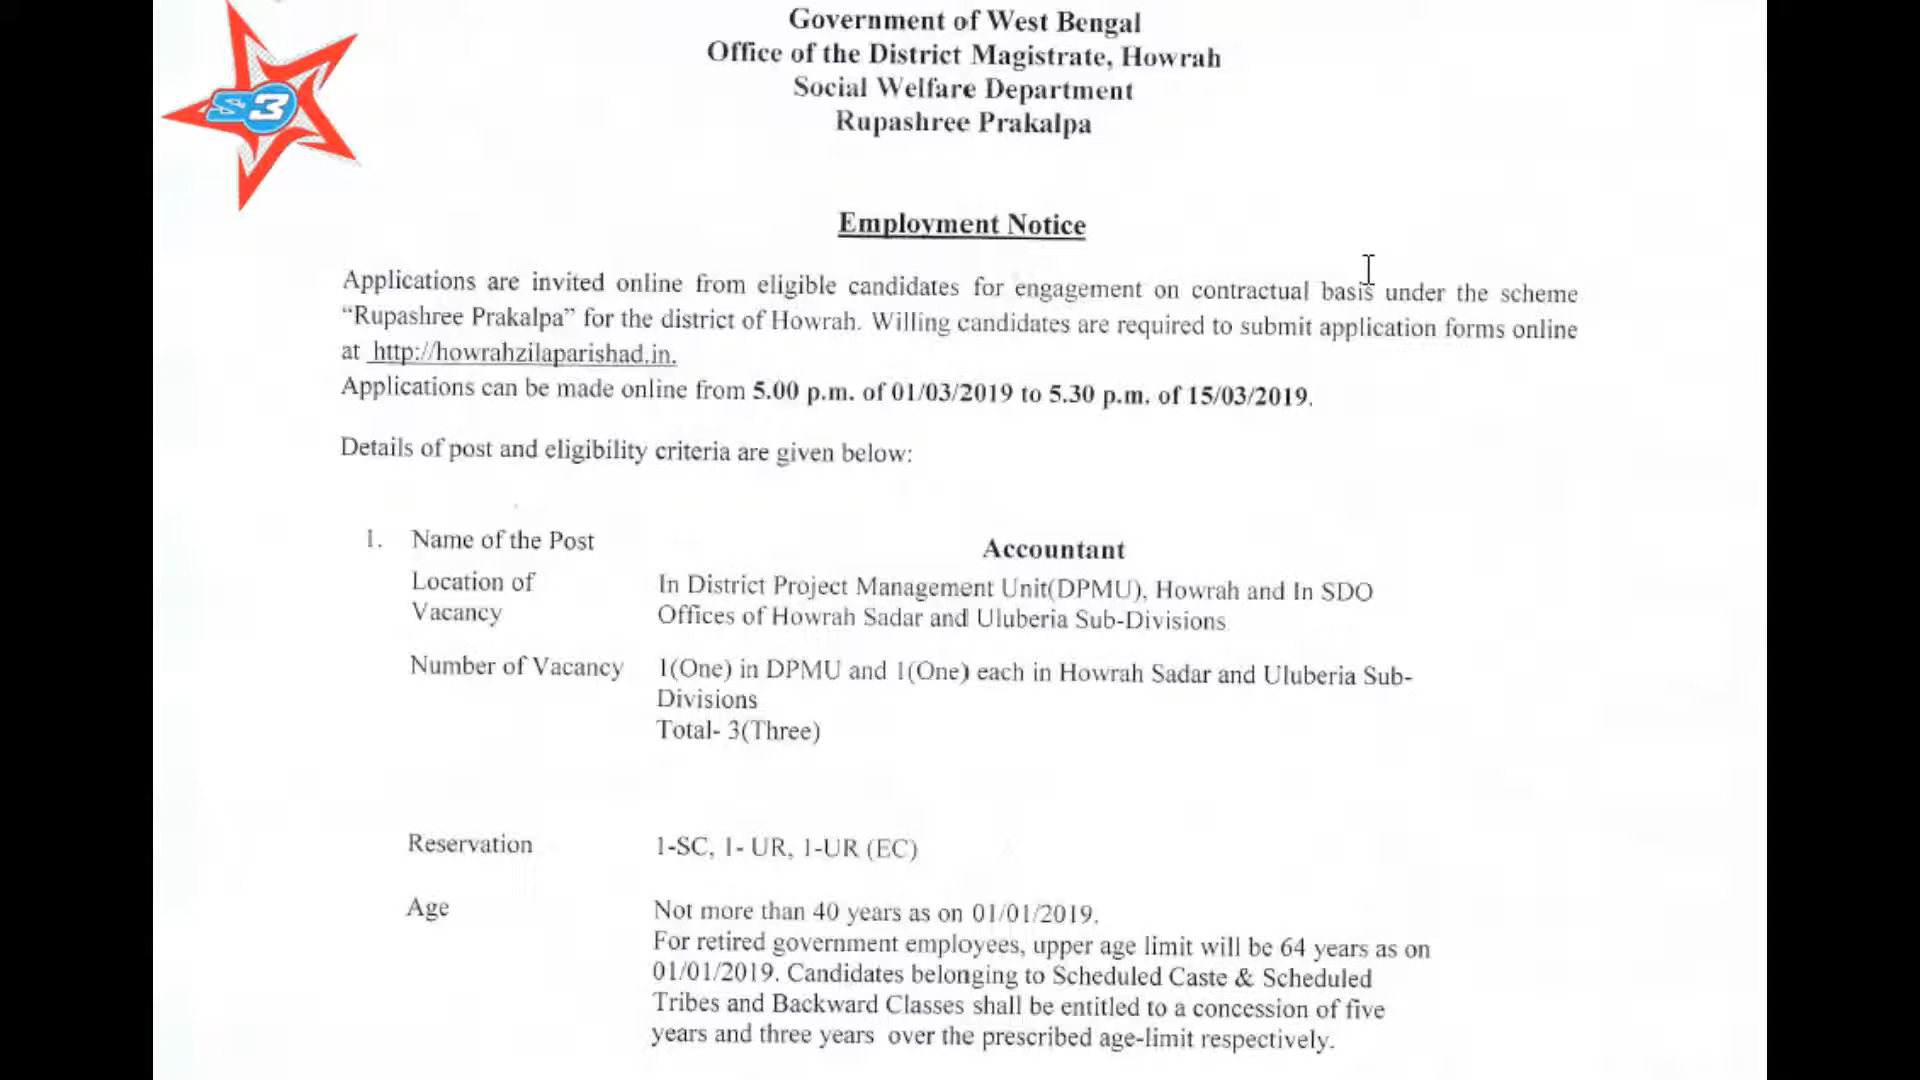 Government of West Bengal
Office of the District Magistrate, Howrah
Social Welfare Department
Rupashree Prakalpa
S3
Employment Notice
Applications are invited online from eligible candidates for engagement on contractual basis under the scheme
“Rupashree Prakalpa” for the district of Howrah. Willing candidates are required to submit application forms online
at http://howrahzilaparishad.in.
Applications can be made online from 5.00 p.m. of 01/03/2019 to 5.30 p.m. of 15/03/2019.
Details of post and eligibility criteria are given below:
1. Name of the Post Accountant
Location of Vacancy In District Project Management Unit(DPMU), Howrah and In SDO
Offices of Howrah Sadar and Uluberia Sub-Divisions
Number of Vacancy 1(One) in DPMU and 1(One) each in Howrah Sadar and Uluberia Sub-
Divisions
Total- 3(Three)
Reservation 1-SC, 1- UR, 1-UR (EC)
Age Not more than 40 years as on 01/01/2019.
For retired government employees, upper age limit will be 64 years as on
01/01/2019. Candidates belonging to Scheduled Caste & Scheduled
Tribes and Backward Classes shall be entitled to a concession of five
years and three years over the prescribed age-limit respectively.